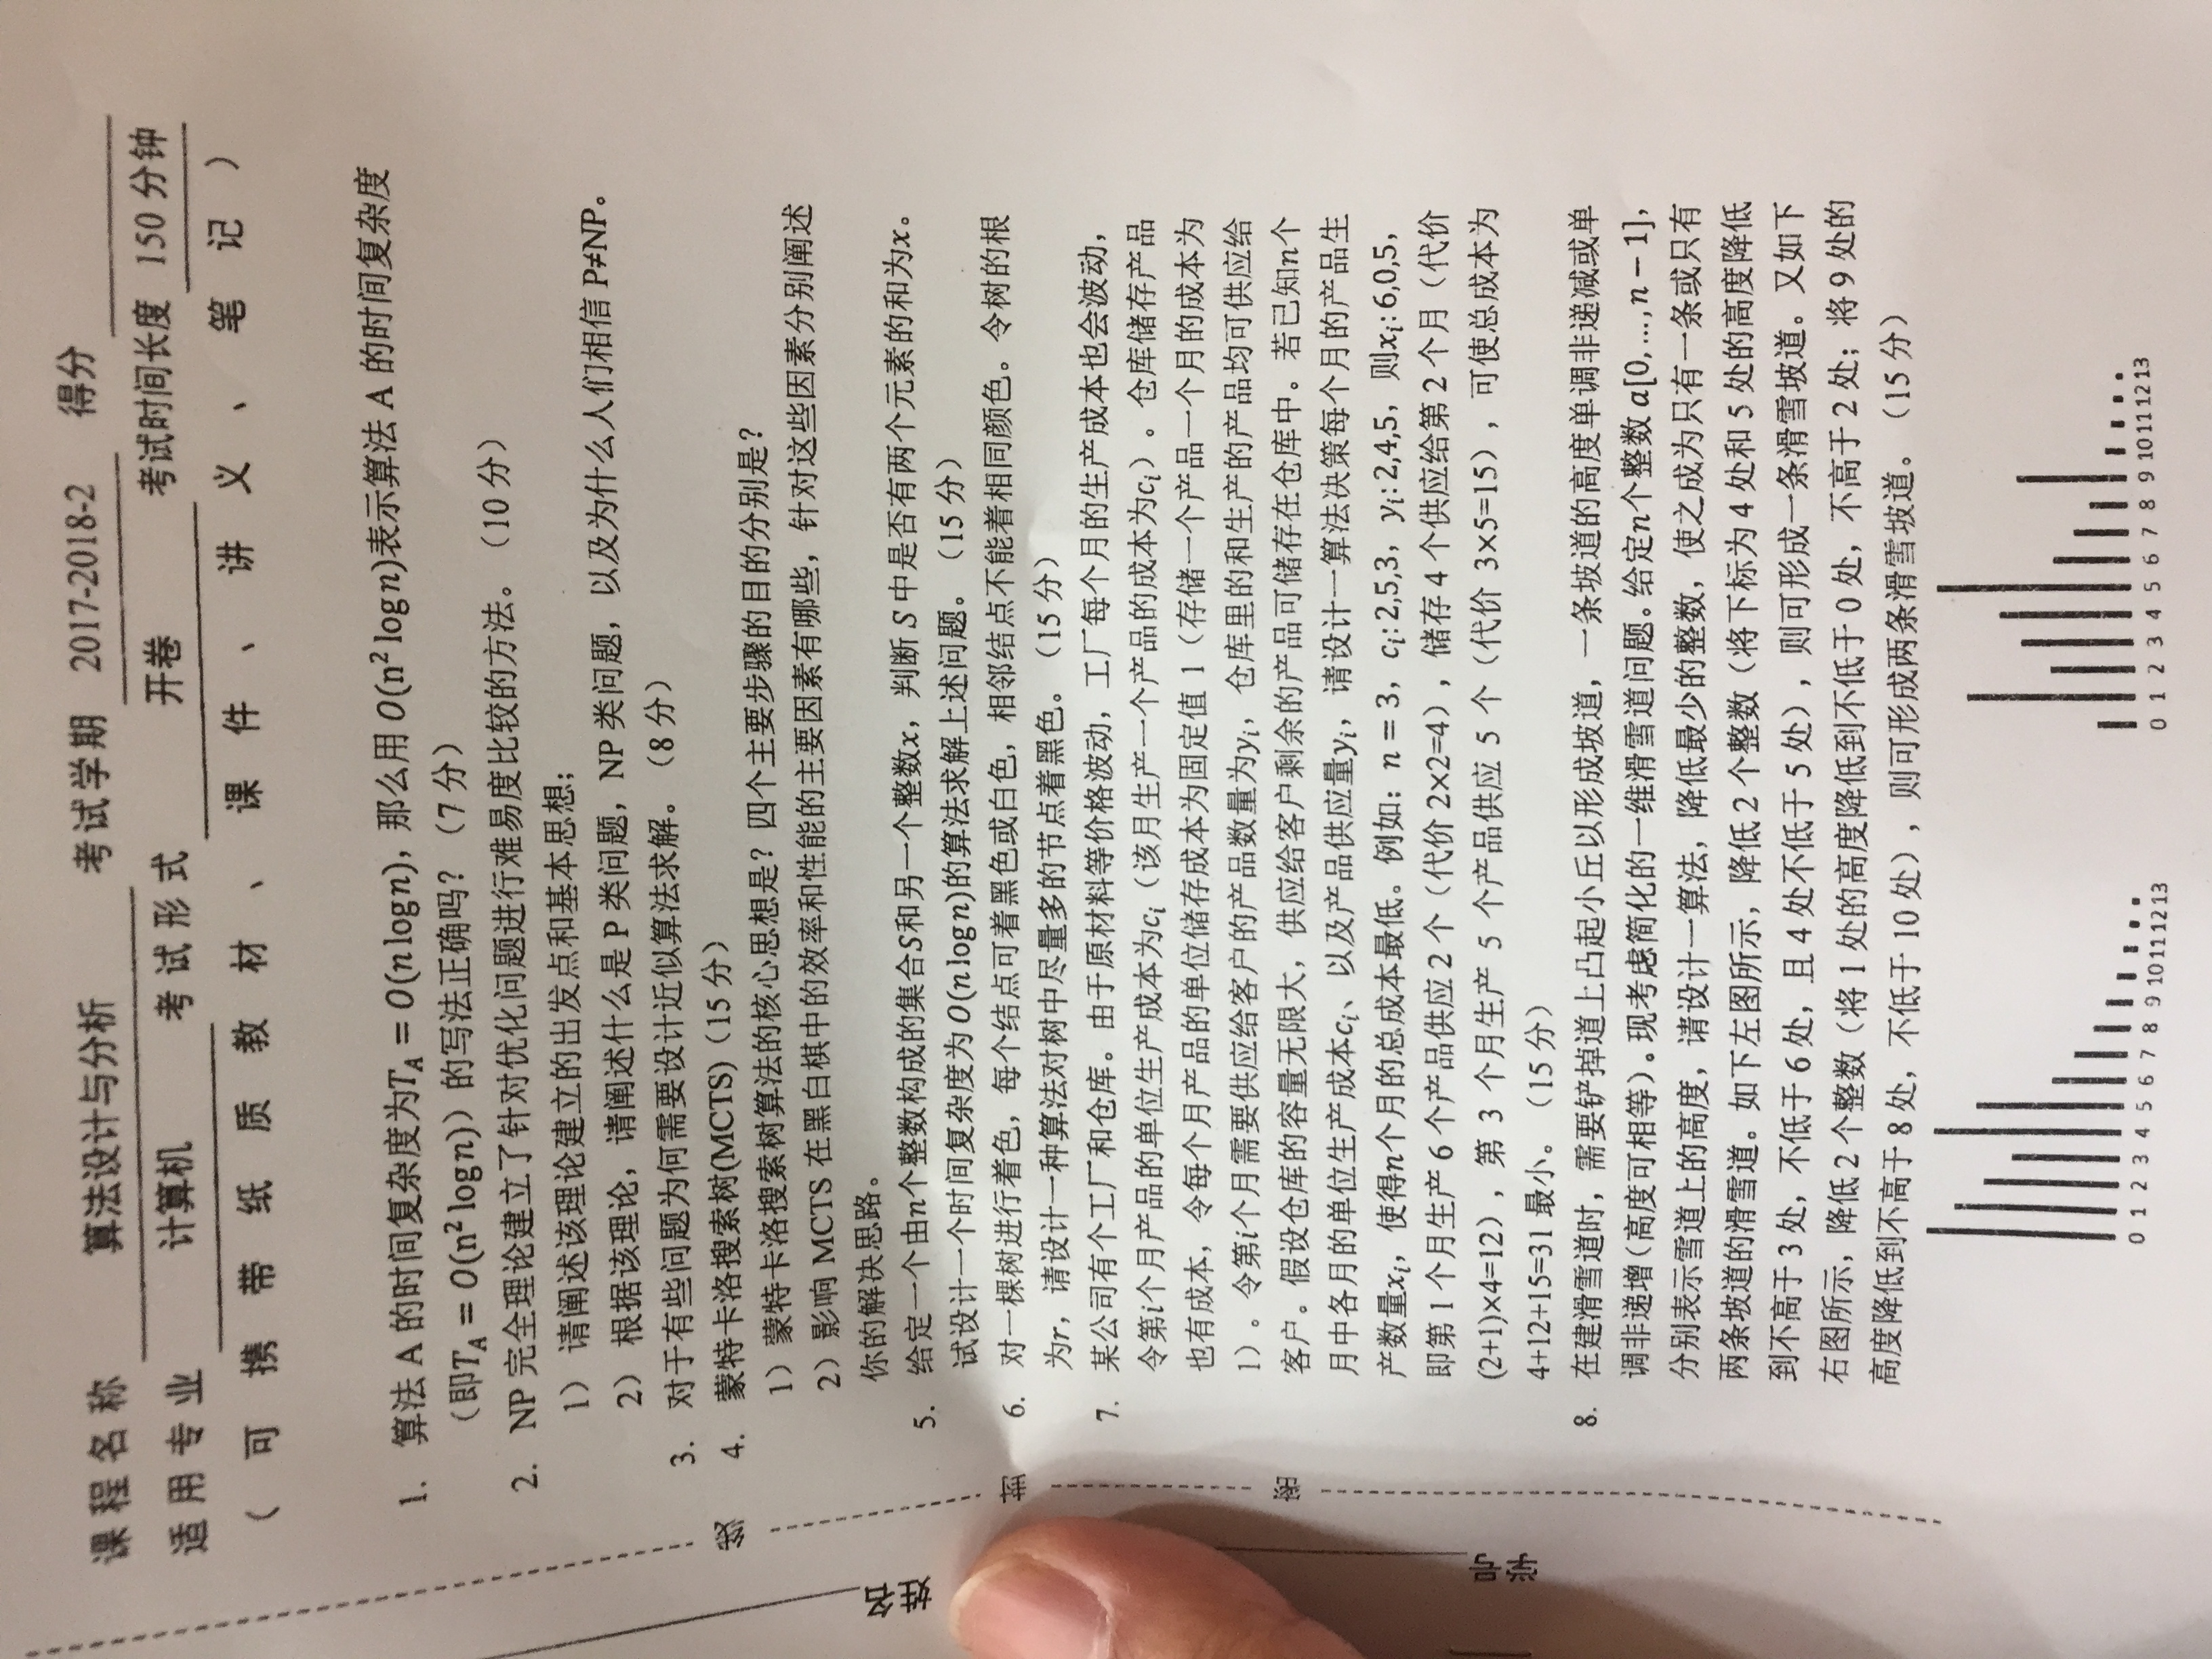 课程名称 算法设计与分析 考试学期 2017-2018-2 得分
适用专业 计算机 考试形式 开卷 考试时间长度 150 分钟
（可携带纸质教材、课件、讲义、笔记）
1. 算法 A 的时间复杂度为T_A = O(n log n)，那么用 O(n² log n)表示算法 A 的时间复杂度
（即T_A = O(n² log n)）的写法正确吗？（7 分）
2. NP 完全理论建立了针对优化问题进行难易度比较的方法。（10 分）
1） 请阐述该理论建立的出发点和基本思想；
2） 根据该理论，请阐述什么是 P 类问题，NP 类问题，以及为什么人们相信 P≠NP。
3. 对于有些问题为何需要设计近似算法求解。（8 分）
4. 蒙特卡洛搜索树(MCTS)（15 分）
1）蒙特卡洛搜索树算法的核心思想是？四个主要步骤的目的分别是？
2）影响 MCTS 在黑白棋中的效率和性能的主要因素有哪些，针对这些因素分别阐述
你的解决思路。
5. 给定一个由n个整数构成的集合S和另一个整数x，判断 S 中是否有两个元素的和为x。
试设计一个时间复杂度为 O(n log n)的算法求解上述问题。（15 分）
6. 对一棵树进行着色，每个结点可着黑色或白色，相邻结点不能着相同颜色。令树的根
为r，请设计一种算法对树中尽量多的节点着黑色。（15 分）
7. 某公司有个工厂和仓库。由于原材料等价格波动，工厂每个月的生产成本也会波动，
令第i个月产品的单位生产成本为c_i（该月生产一个产品的成本为c_i）。仓库储存产品
也有成本，令每个月产品的单位储存成本为固定值 1（存储一个产品一个月的成本为
1）。令第i个月需要供应给客户的产品数量为y_i，仓库里的和生产的产品均可供应给
客户。假设仓库的容量无限大，供应给客户剩余的产品可储存在仓库中。若已知n个
月中各月的单位生产成本c_i、以及产品供应量y_i，请设计一算法决策每个月的产品生
产数量x_i，使得n个月的总成本最低。例如：n = 3，c_i: 2,5,3，y_i: 2,4,5，则x_i: 6,0,5，
即第 1 个月生产 6 个产品供应 2 个（代价 2×2=4），储存 4 个供应给第 2 个月（代价
(2+1)×4=12），第 3 个月生产 5 个产品供应 5 个（代价 3×5=15），可使总成本为
4+12+15=31 最小。（15 分）
8. 在建滑雪道时，需要铲掉道上凸起小丘以形成坡道，一条坡道的高度单调非递减或单
调非递增（高度可相等）。现考虑简化的一维滑雪道问题。给定n个整数 a[0, ..., n − 1]，
分别表示雪道上的高度，请设计一算法，降低最少的整数，使之成为只有一条或只有
两条坡道的滑雪道。如下左图所示，降低 2 个整数（将下标为 4 处和 5 处的高度降低
到不高于 3 处，不低于 6 处，且 4 处不低于 5 处），则可形成一条滑雪坡道。又如下
右图所示，降低 2 个整数（将 1 处的高度降低到不低于 0 处，不高于 2 处；将 9 处的
高度降低到不高于 8 处，不低于 10 处），则可形成两条滑雪坡道。（15 分）
0 1 2 3 4 5 6 7 8 9 10 11 12 13
0 1 2 3 4 5 6 7 8 9 10 11 12 13
姓名
学号
线
封
密